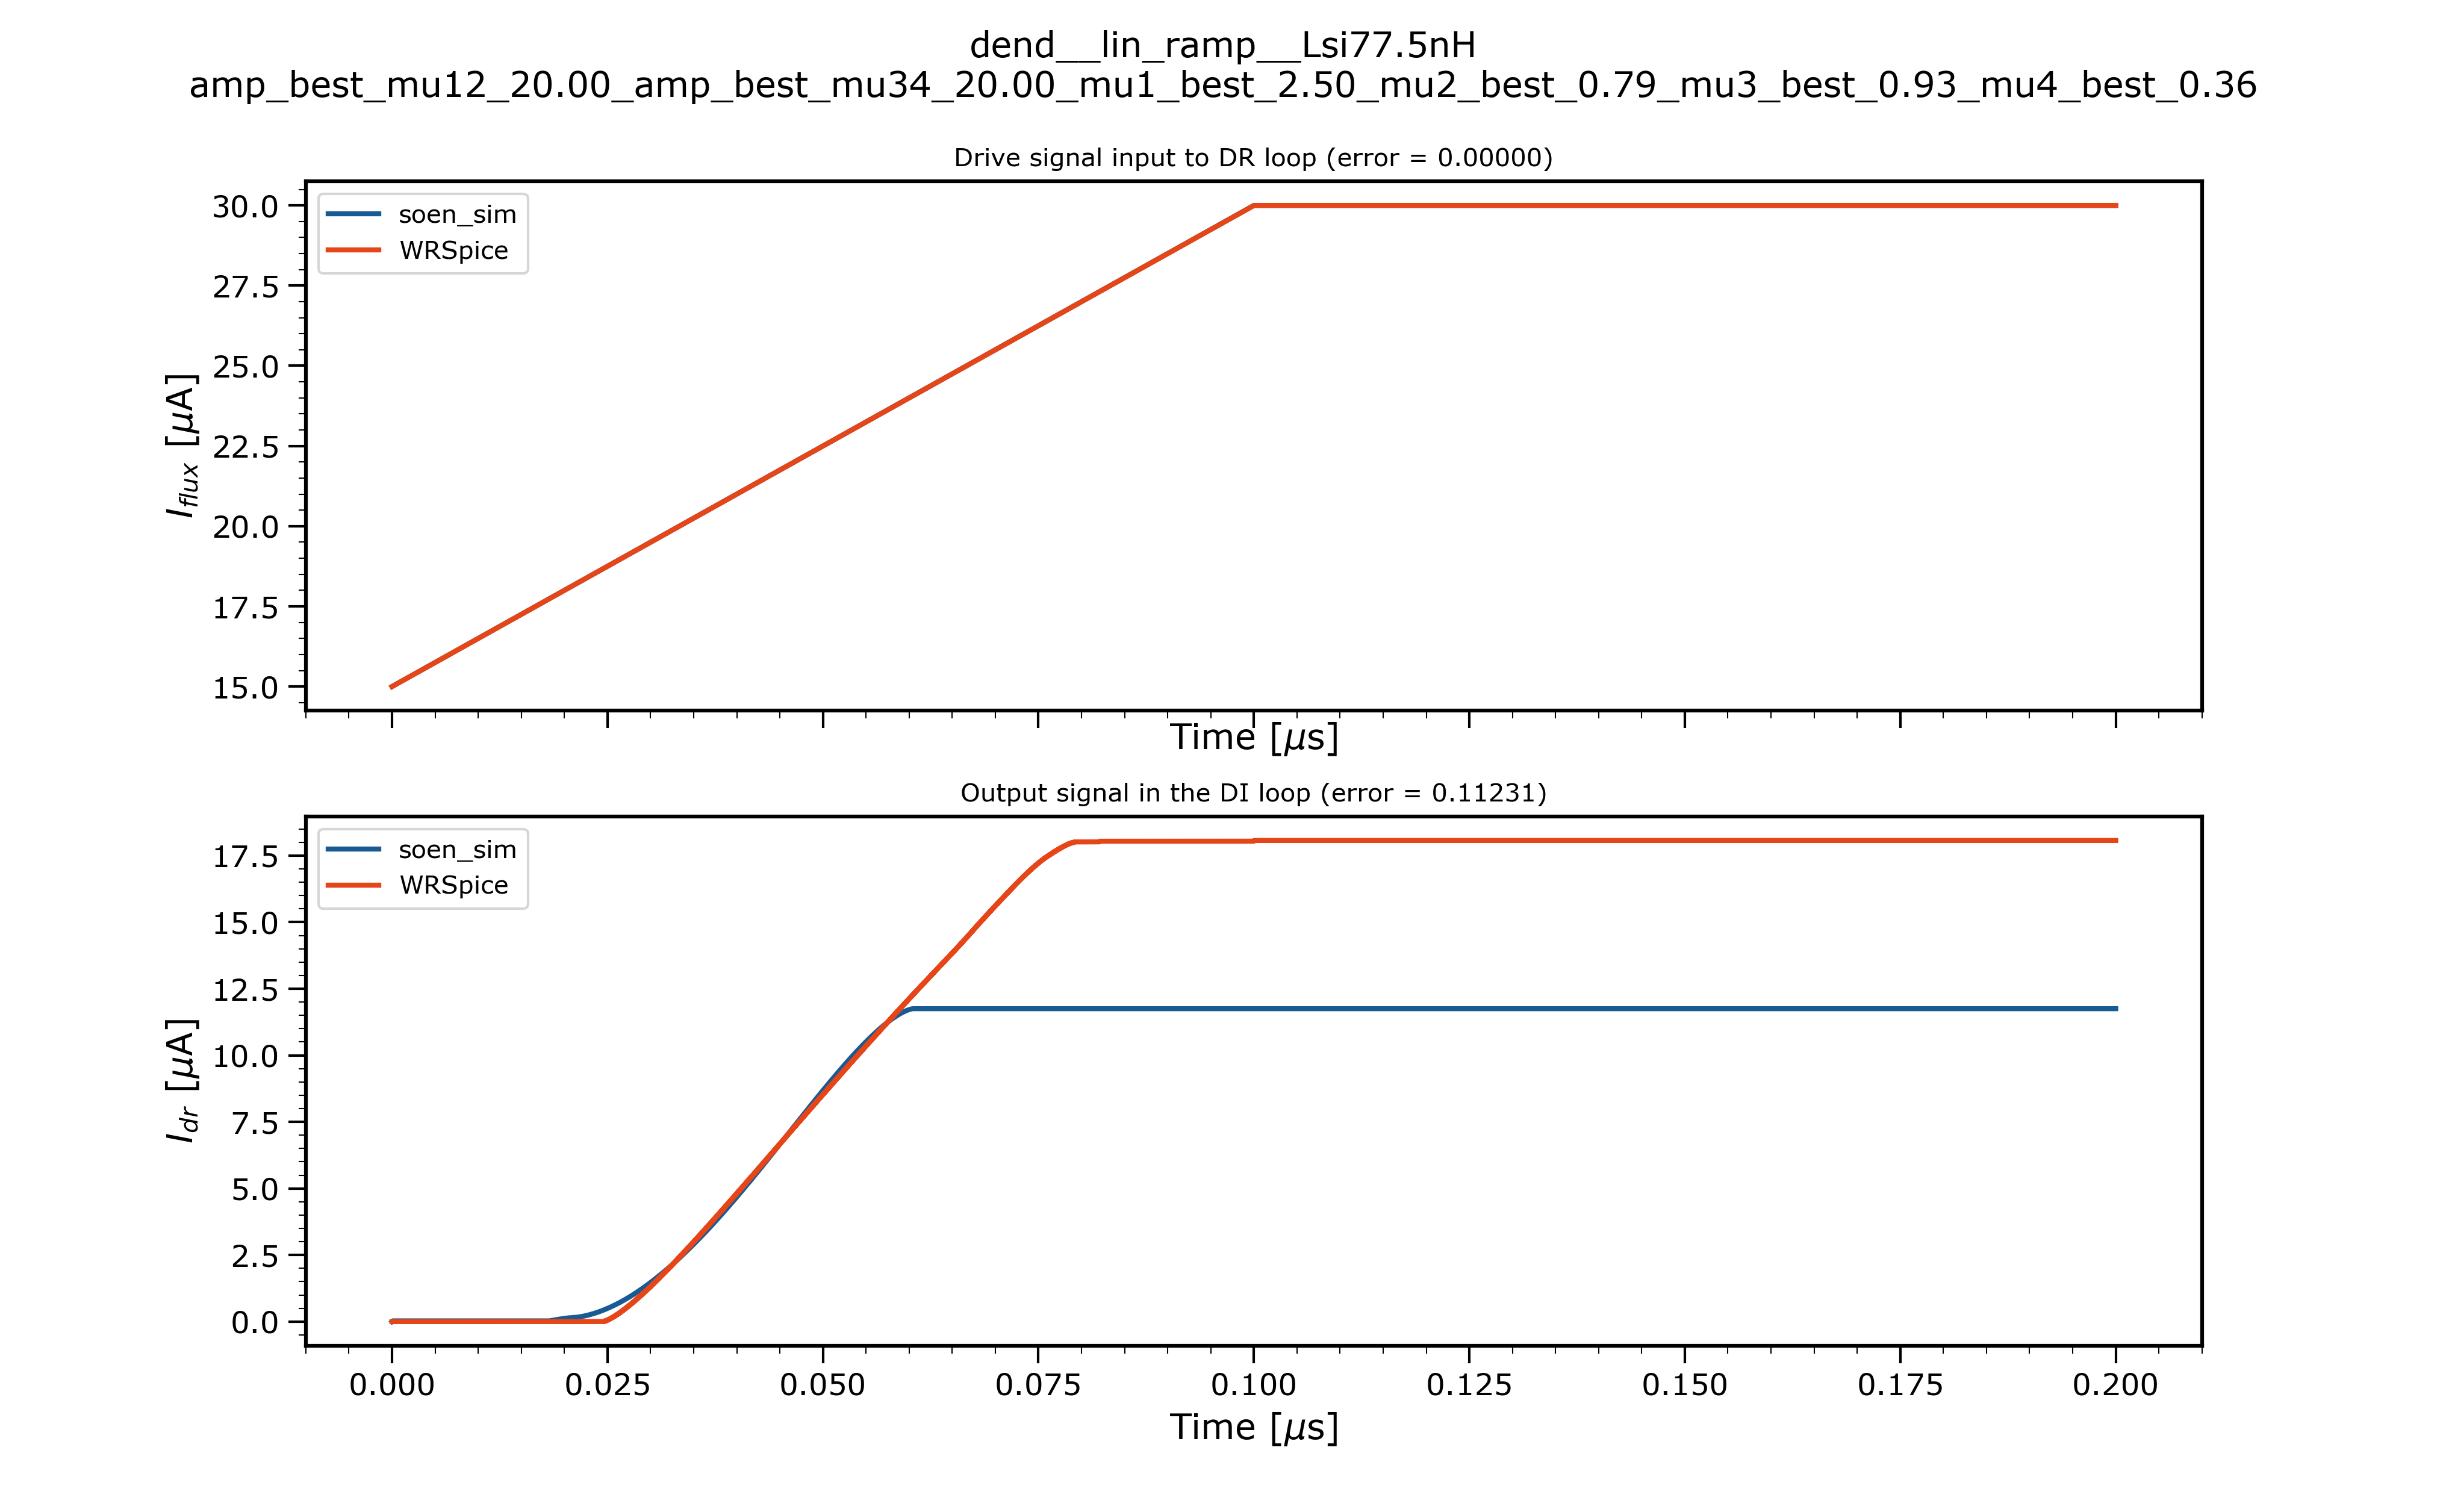 dend__lin_ramp__Lsi77.5nH
amp_best_mu12_20.00_amp_best_mu34_20.00_mu1_best_2.50_mu2_best_0.79_mu3_best_0.93_mu4_best_0.36
Drive signal input to DR loop (error = 0.00000)
soen_sim
WRSpice
30.0
27.5
25.0
22.5
20.0
17.5
15.0
I_flux [μA]
Time [μs]
Output signal in the DI loop (error = 0.11231)
soen_sim
WRSpice
17.5
15.0
12.5
10.0
7.5
5.0
2.5
0.0
I_dr [μA]
0.000 0.025 0.050 0.075 0.100 0.125 0.150 0.175 0.200
Time [μs]